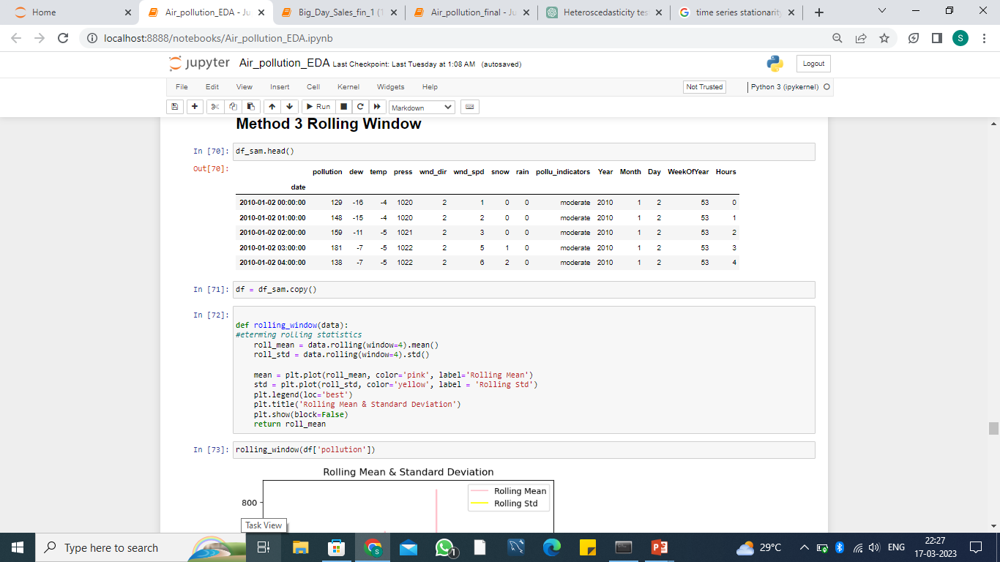 Home
Air_pollution_EDA - Ju
Big_Day_Sales_fin_1 (1
Air_pollution_final - Ju
Heteroscedasticity tes
time series stationarity
localhost:8888/notebooks/Air_pollution_EDA.ipynb
S
jupyter Air_pollution_EDA Last Checkpoint: Last Tuesday at 1:08 AM (autosaved)
Logout
File Edit View Insert Cell Kernel Widgets Help
Not Trusted
Python 3 (ipykernel)
Run
Markdown
Method 3 Rolling Window
In [70]: df_sam.head()
Out[70]:
pollution dew temp press wnd_dir wnd_spd snow rain pollu_indicators Year Month Day WeekOfYear Hours
date
2010-01-02 00:00:00 129 -16 -4 1020 2 1 0 0 moderate 2010 1 2 53 0
2010-01-02 01:00:00 148 -15 -4 1020 2 2 0 0 moderate 2010 1 2 53 1
2010-01-02 02:00:00 159 -11 -5 1021 2 3 0 0 moderate 2010 1 2 53 2
2010-01-02 03:00:00 181 -7 -5 1022 2 5 1 0 moderate 2010 1 2 53 3
2010-01-02 04:00:00 138 -7 -5 1022 2 6 2 0 moderate 2010 1 2 53 4
In [71]: df = df_sam.copy()
In [72]:
def rolling_window(data):
#eterming rolling statistics
    roll_mean = data.rolling(window=4).mean()
    roll_std = data.rolling(window=4).std()
    mean = plt.plot(roll_mean, color='pink', label='Rolling Mean')
    std = plt.plot(roll_std, color='yellow', label = 'Rolling Std')
    plt.legend(loc='best')
    plt.title('Rolling Mean & Standard Deviation')
    plt.show(block=False)
    return roll_mean
In [73]: rolling_window(df['pollution'])
Rolling Mean & Standard Deviation
Rolling Mean
Rolling Std
800
Task View
Type here to search
1
29°C
ENG
22:27
17-03-2023